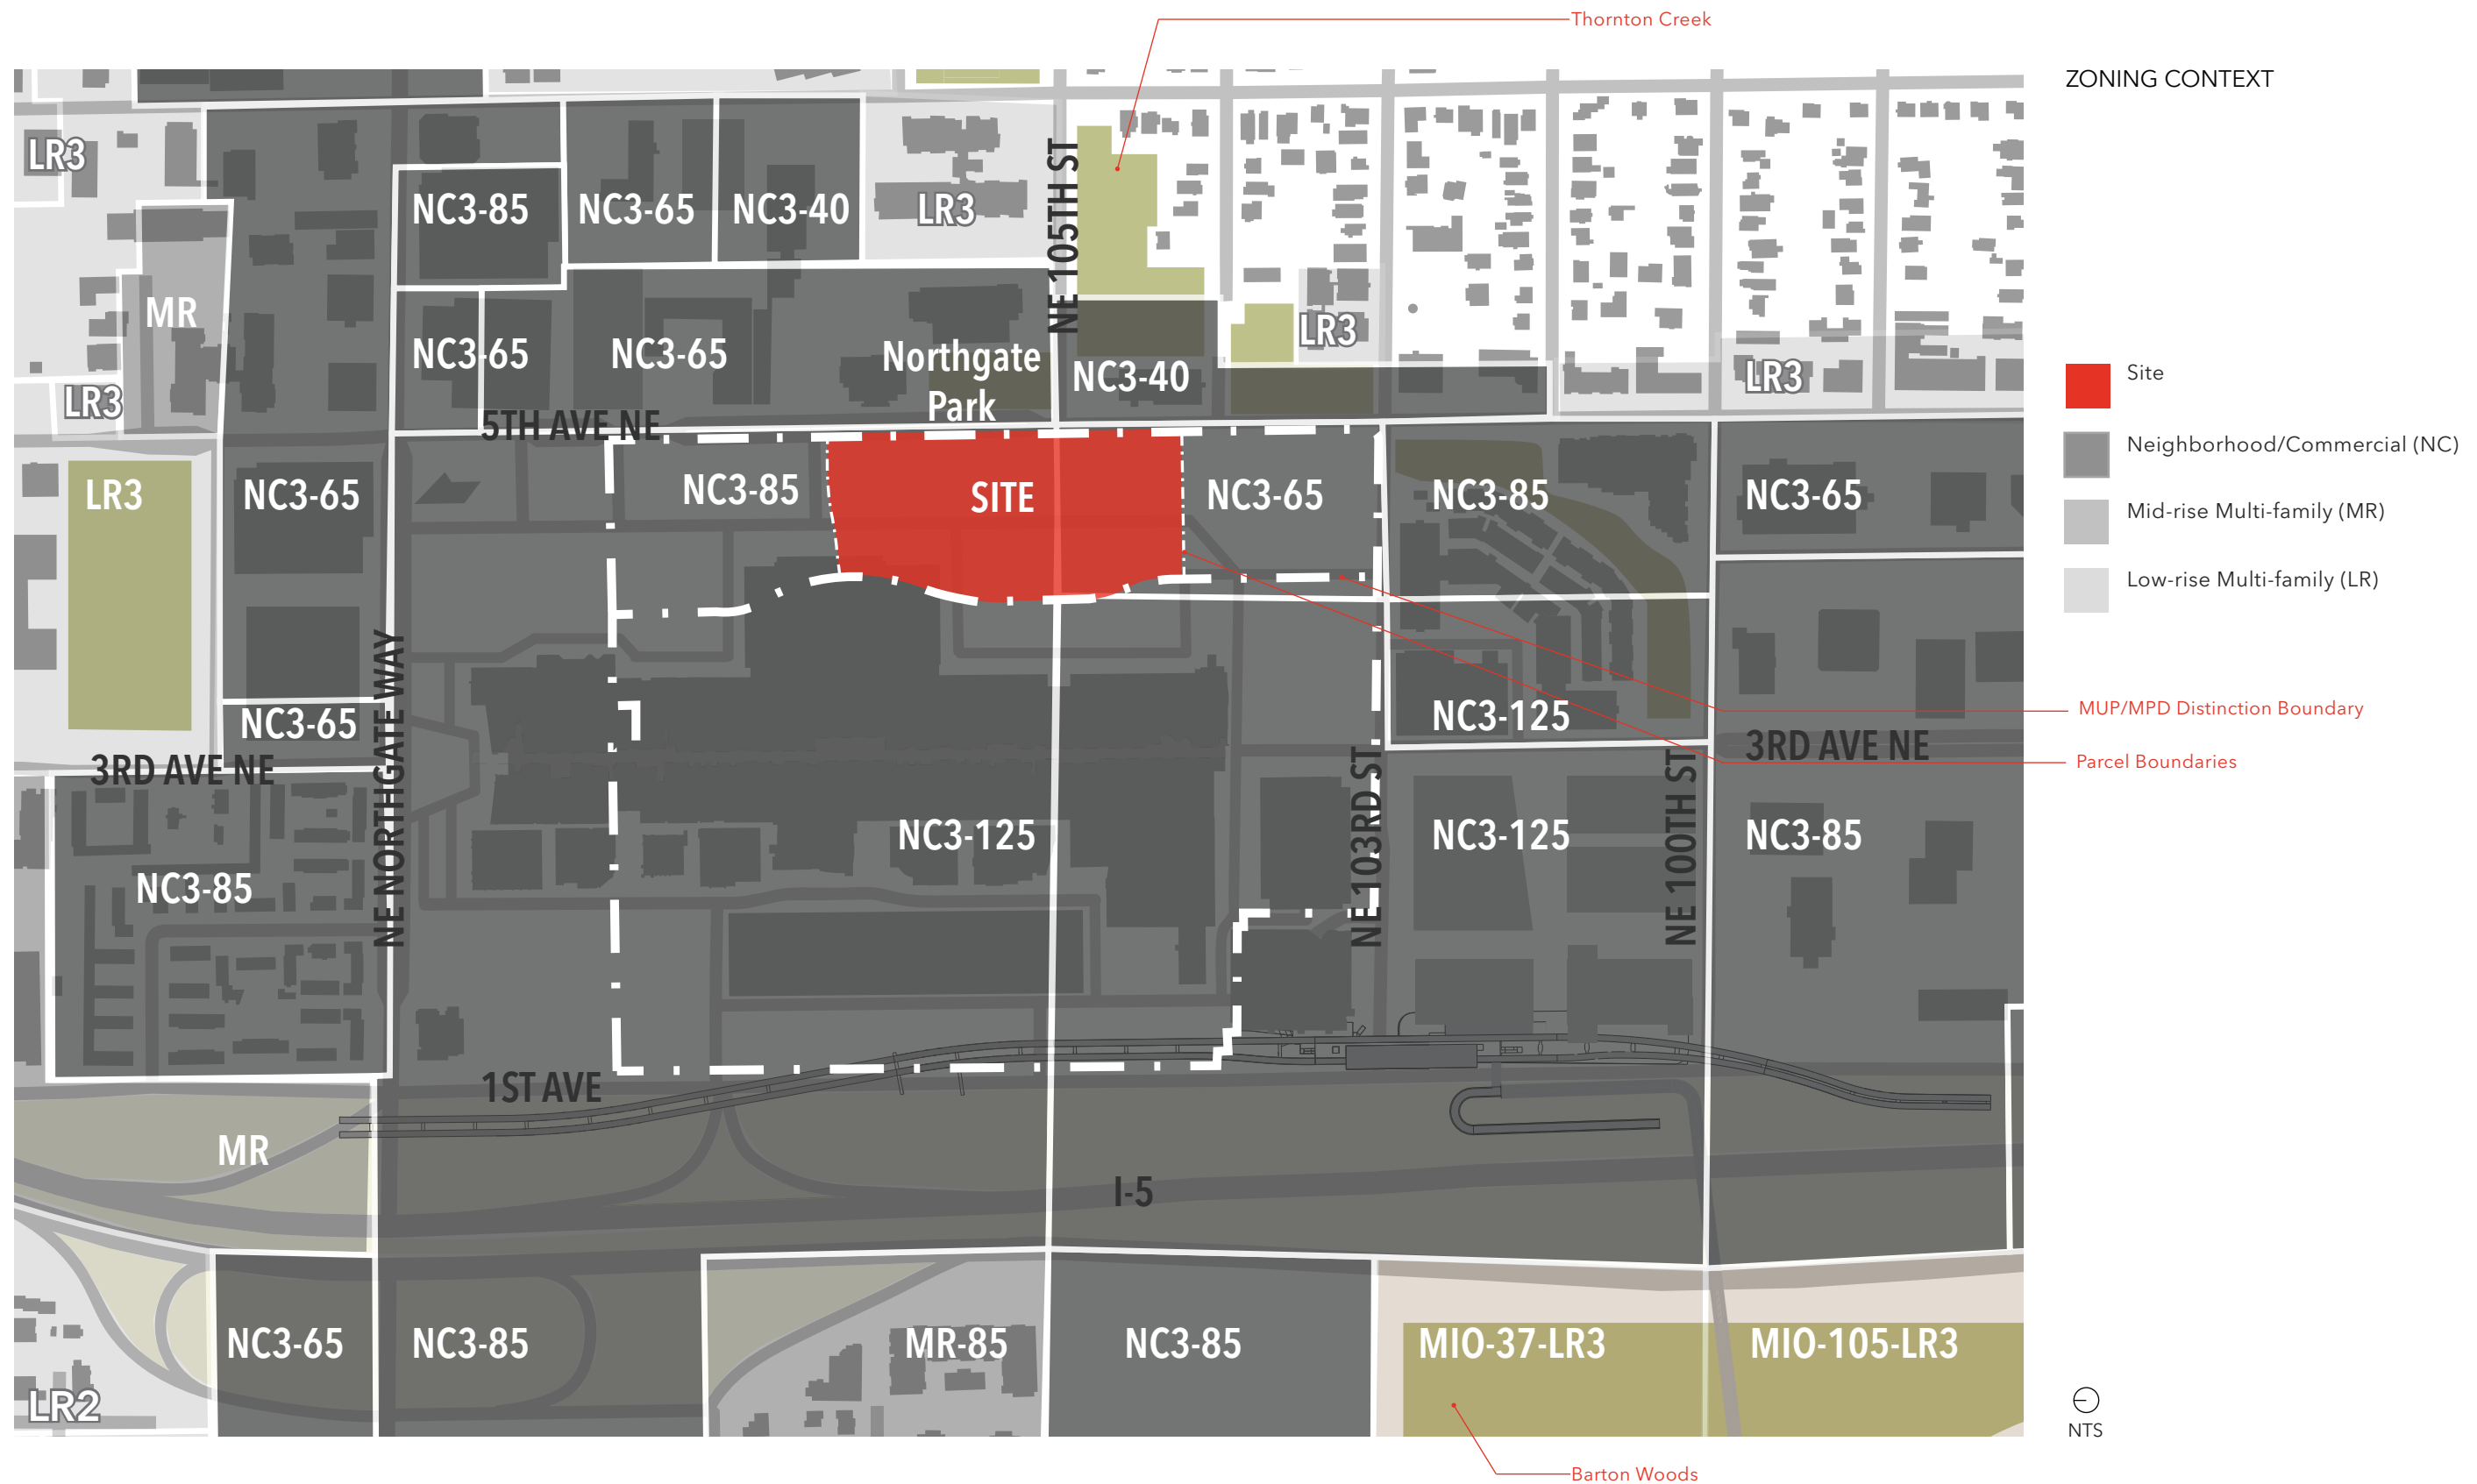 Thornton Creek
ZONING CONTEXT
LR3
NC3-85
NC3-65
NC3-40
LR3
NE 105TH ST
MR
NC3-65
NC3-65
Northgate
Park
NC3-40
LR3
LR3
LR3
5TH AVE NE
Site
Neighborhood/Commercial (NC)
Mid-rise Multi-family (MR)
Low-rise Multi-family (LR)
LR3
NC3-65
NC3-85
SITE
NC3-65
NC3-85
NC3-65
NC3-65
NC3-125
MUP/MPD Distinction Boundary
Parcel Boundaries
3RD AVE NE
NE NORTHGATE WAY
NE 103RD ST
NE 100TH ST
3RD AVE NE
NC3-85
NC3-125
NC3-125
NC3-85
1ST AVE
MR
I-5
NC3-65
NC3-85
MR-85
NC3-85
MIO-37-LR3
MIO-105-LR3
LR2
NTS
Barton Woods